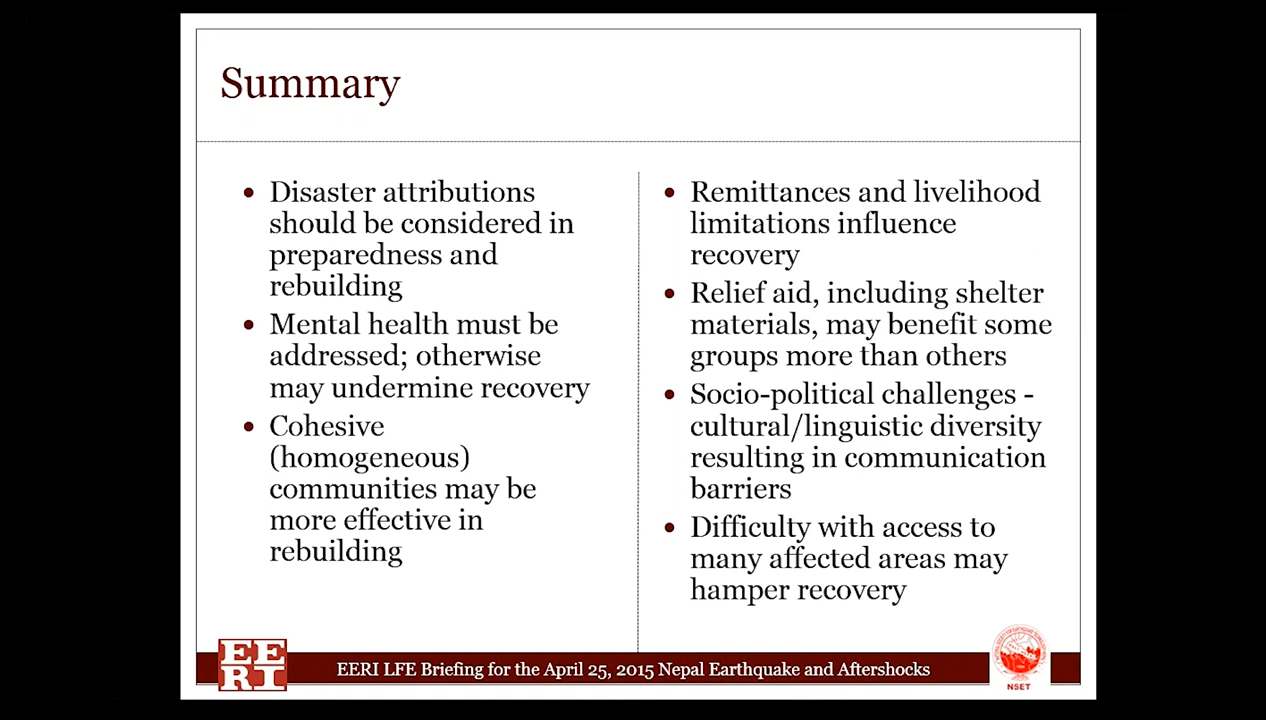 Summary
• Disaster attributions
should be considered in
preparedness and
rebuilding
• Mental health must be
addressed; otherwise
may undermine recovery
• Cohesive
(homogeneous)
communities may be
more effective in
rebuilding
• Remittances and livelihood
limitations influence
recovery
• Relief aid, including shelter
materials, may benefit some
groups more than others
• Socio-political challenges -
cultural/linguistic diversity
resulting in communication
barriers
• Difficulty with access to
many affected areas may
hamper recovery
EE
RI
EERI LFE Briefing for the April 25, 2015 Nepal Earthquake and Aftershocks
NSET